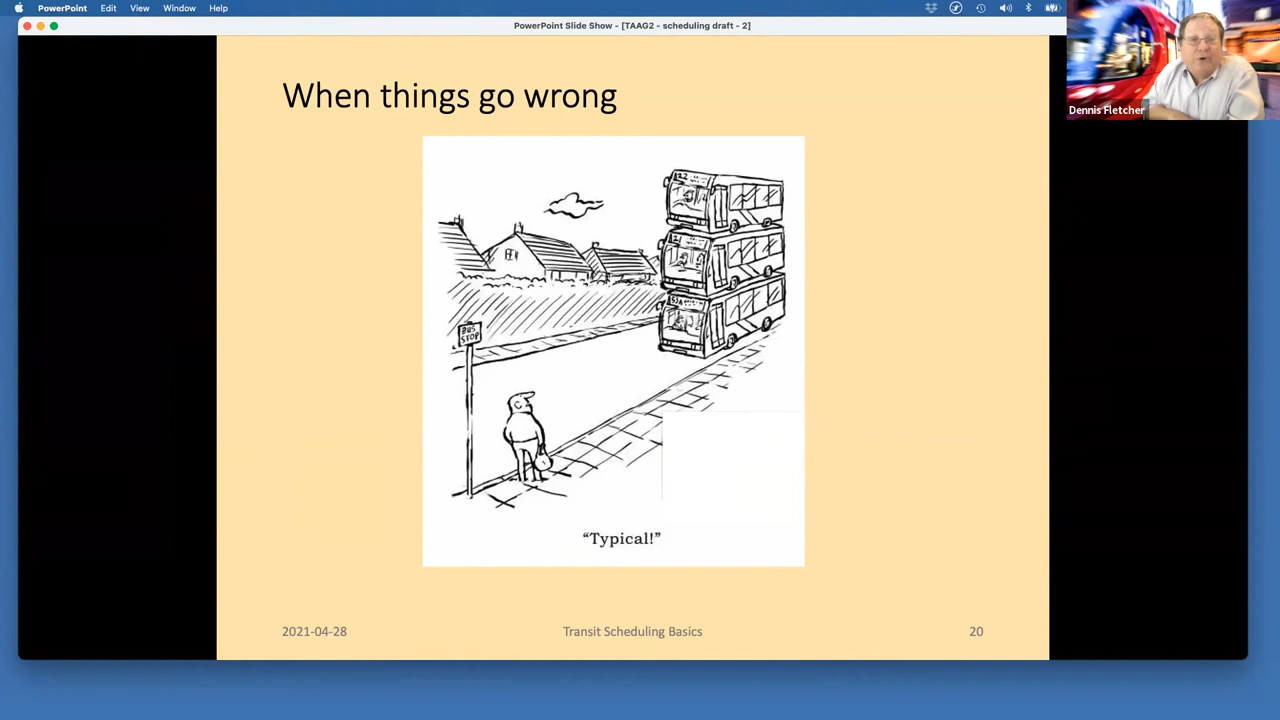 PowerPoint Edit View Window Help
PowerPoint Slide Show - [TAAG2 - scheduling draft - 2]
Dennis Fletcher
When things go wrong
BUS
STOP
“Typical!”
2021-04-28 Transit Scheduling Basics 20